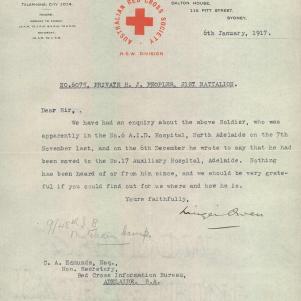 TELEPHONE: CITY 1034.
AUSTRALIAN RED CROSS SOCIETY
N.S.W. DIVISION
DALTON HOUSE,
115 PITT STREET,
SYDNEY.
5th January, 1917.
PRIVATE H. J. PEOPLES, 51ST BATTALION.
Dear Sir,
We have had an enquiry about the above Soldier, who was
apparently in the No.6 A.I.D. Hospital, North Adelaide on the 7th
November last, and on the 6th December he wrote to say that he
had been moved to the No.17 Auxiliary Hospital, Adelaide. Nothing
has been heard of or from him since, and we should be very grate-
ful if you could find out for us where and how he is.
Yours faithfully,
Langer Owen
C. A. Edmunds, Esq.,
Hon. Secretary,
Red Cross Information Bureau,
ADELAIDE. S.A.